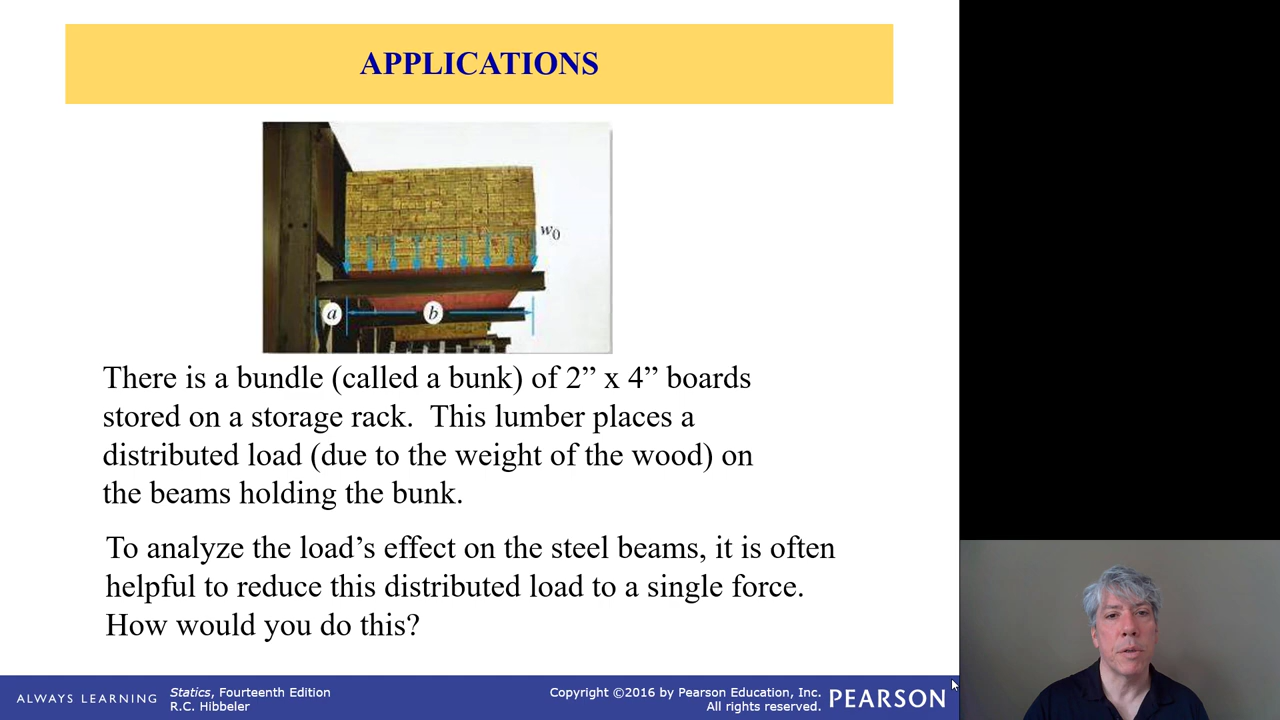 APPLICATIONS
w0
a
b
There is a bundle (called a bunk) of 2” x 4” boards
stored on a storage rack.  This lumber places a
distributed load (due to the weight of the wood) on
the beams holding the bunk.
To analyze the load’s effect on the steel beams, it is often
helpful to reduce this distributed load to a single force.
How would you do this?
ALWAYS LEARNING
Statics, Fourteenth Edition
R.C. Hibbeler
Copyright ©2016 by Pearson Education, Inc.
All rights reserved.
PEARSON